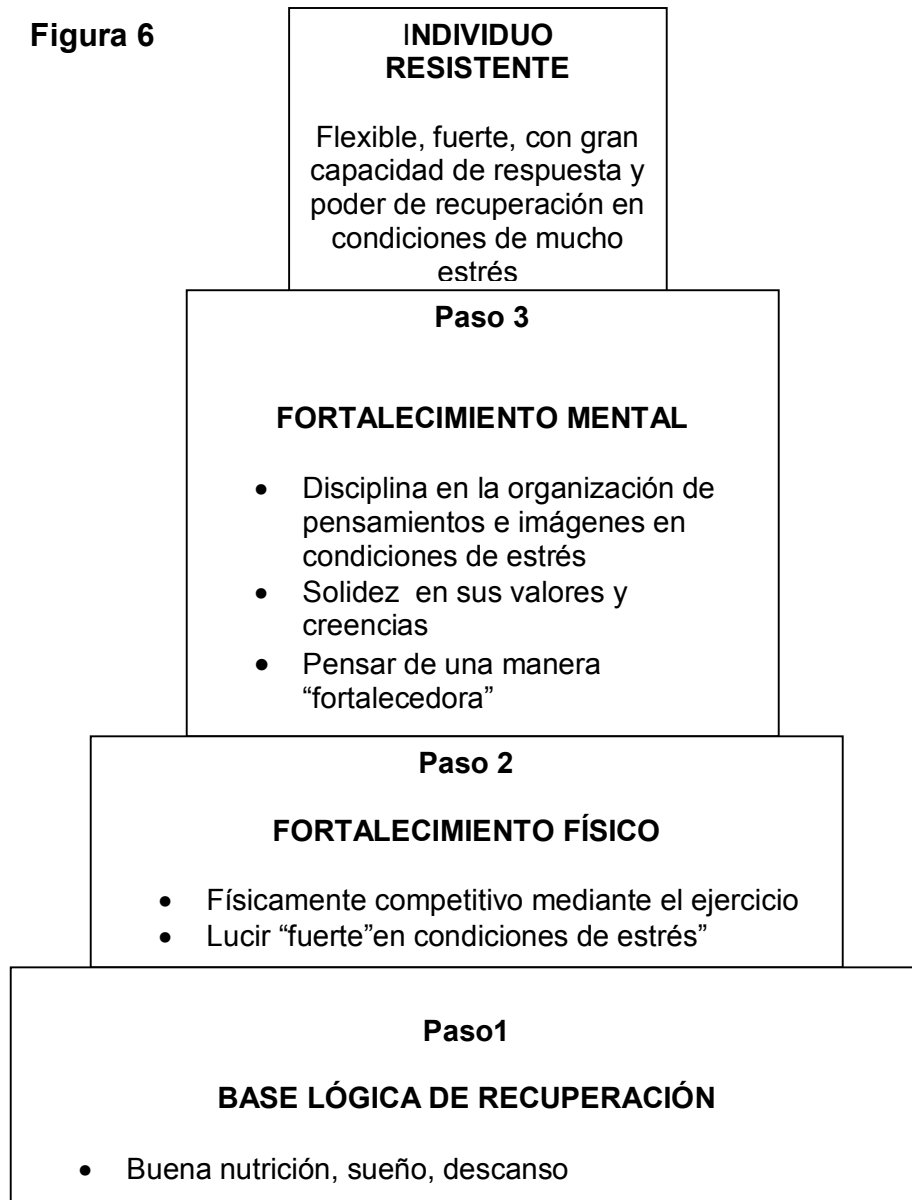 Figura 6
INDIVIDUO
RESISTENTE
Flexible, fuerte, con gran
capacidad de respuesta y
poder de recuperación en
condiciones de mucho
estrés
Paso 3
FORTALECIMIENTO MENTAL
• Disciplina en la organización de
pensamientos e imágenes en
condiciones de estrés
• Solidez en sus valores y
creencias
• Pensar de una manera
“fortalecedora”
Paso 2
FORTALECIMIENTO FÍSICO
• Físicamente competitivo mediante el ejercicio
• Lucir “fuerte”en condiciones de estrés”
Paso1
BASE LÓGICA DE RECUPERACIÓN
• Buena nutrición, sueño, descanso